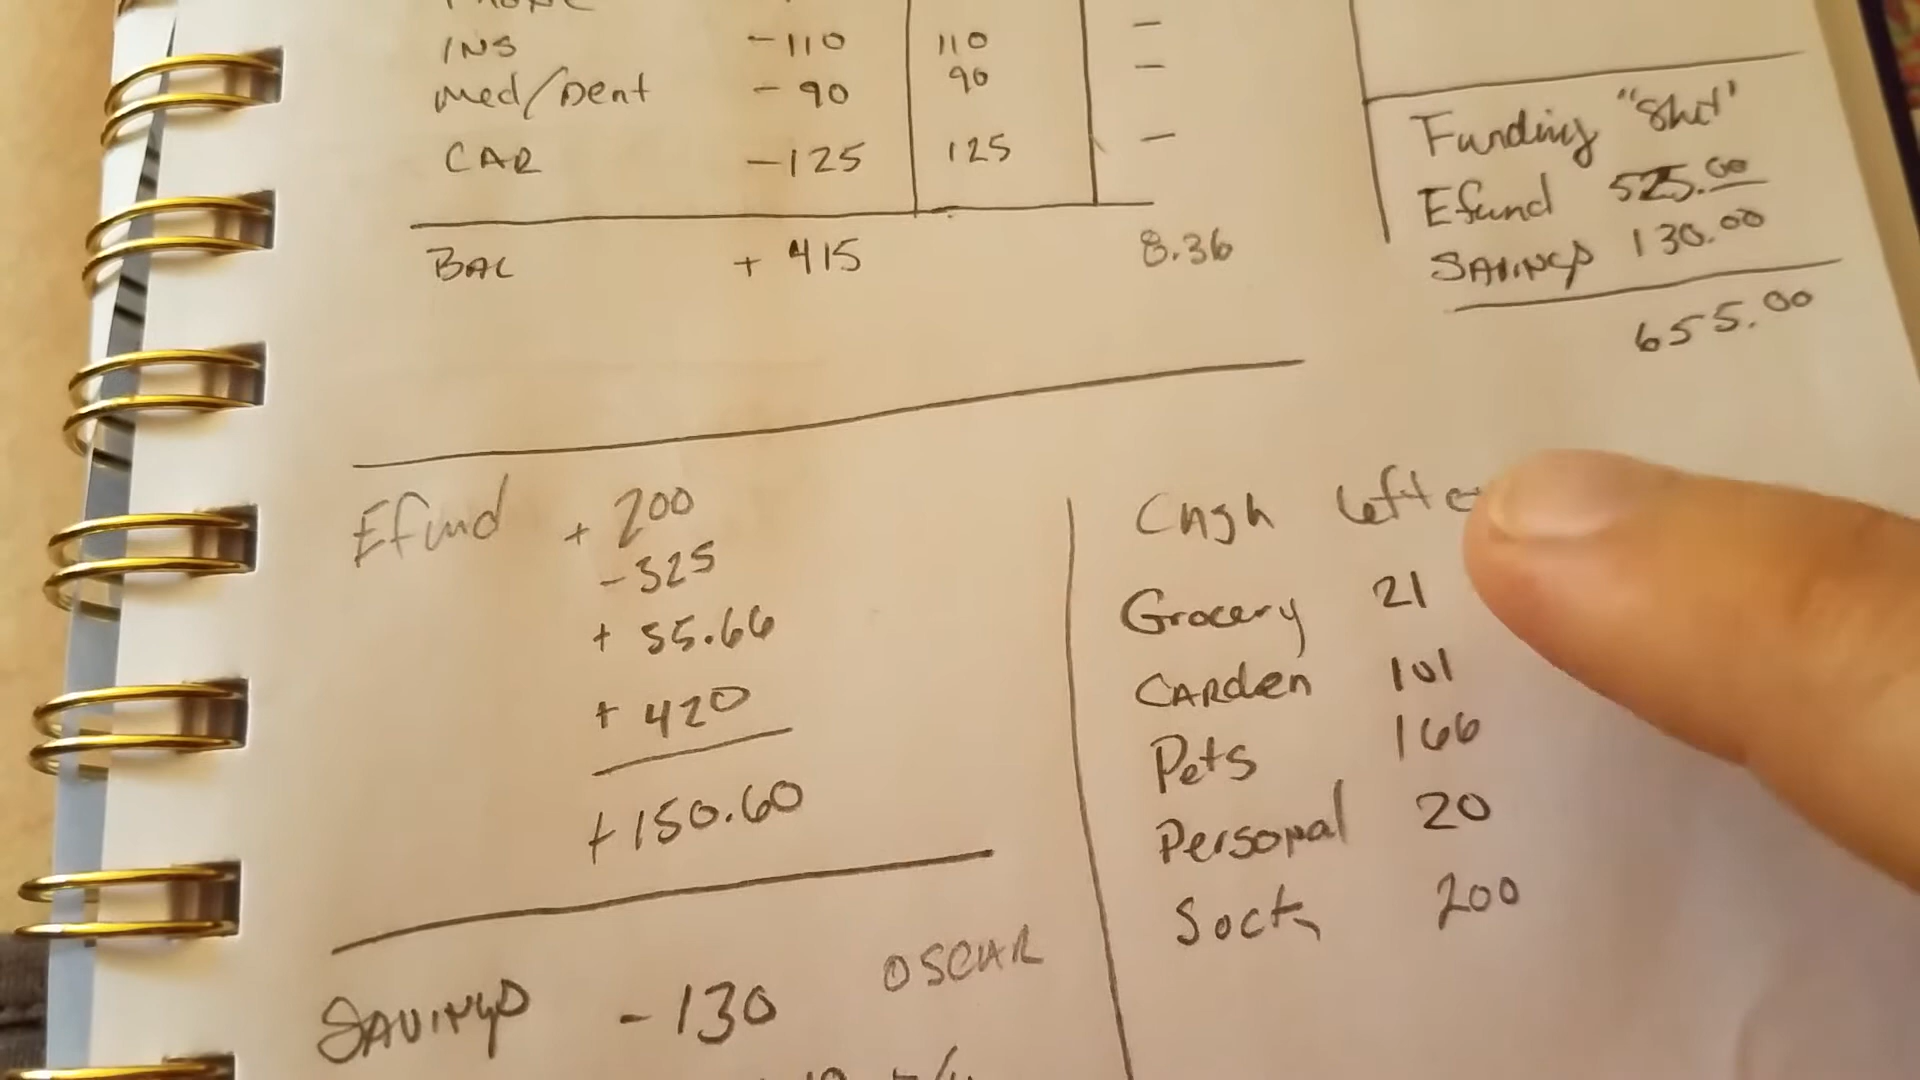 INS -110 110 —
med/Dent -90 90 —
CAR -125 125 —
BAL + 415 8.36
Funding "Shit"
Efund 525.00
SAVINGS 130.00
655.00
Efund + 200
-325
+ 55.66
+ 420
+150.60
SAVINGS -130 OSCAR
Cash left
Grocery 21
GARden 101
Pets 166
Personal 20
200